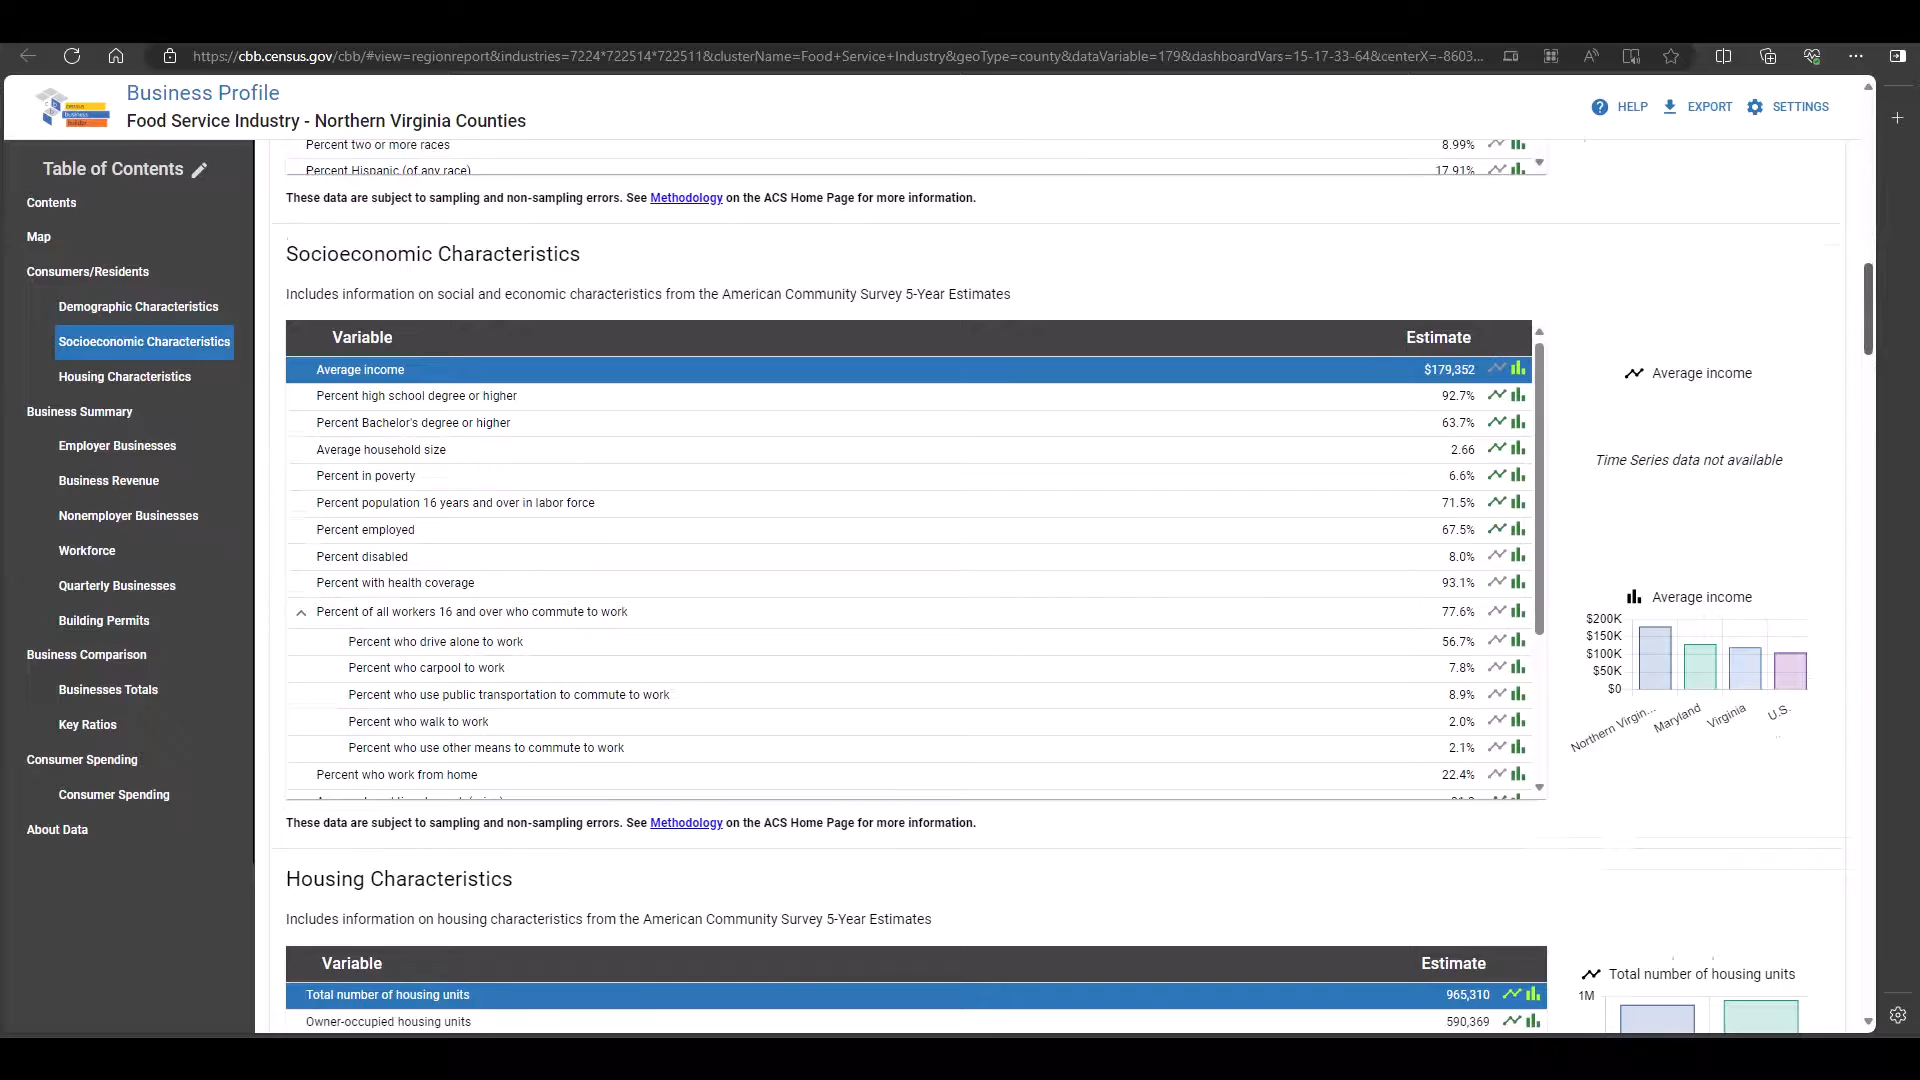 https://cbb.census.gov/cbb/#view=regionreport&industries=7224*722514*722511&clusterName=Food+Service+Industry&geoType=county&dataVariable=179&dashboardVars=15-17-33-64&centerX=-8603...
Business Profile
Food Service Industry - Northern Virginia Counties
HELP
EXPORT
SETTINGS
Table of Contents
Contents
Map
Consumers/Residents
Demographic Characteristics
Socioeconomic Characteristics
Housing Characteristics
Business Summary
Employer Businesses
Business Revenue
Nonemployer Businesses
Workforce
Quarterly Businesses
Building Permits
Business Comparison
Businesses Totals
Key Ratios
Consumer Spending
Consumer Spending
About Data
Percent two or more races 8.99%
Percent Hispanic (of any race) 17.91%
These data are subject to sampling and non-sampling errors. See Methodology on the ACS Home Page for more information.
Socioeconomic Characteristics
Includes information on social and economic characteristics from the American Community Survey 5-Year Estimates
Variable Estimate
Average income $179,352
Percent high school degree or higher 92.7%
Percent Bachelor's degree or higher 63.7%
Average household size 2.66
Percent in poverty 6.6%
Percent population 16 years and over in labor force 71.5%
Percent employed 67.5%
Percent disabled 8.0%
Percent with health coverage 93.1%
Percent of all workers 16 and over who commute to work 77.6%
Percent who drive alone to work 56.7%
Percent who carpool to work 7.8%
Percent who use public transportation to commute to work 8.9%
Percent who walk to work 2.0%
Percent who use other means to commute to work 2.1%
Percent who work from home 22.4%
Average income
Time Series data not available
Average income
$200K
$150K
$100K
$50K
$0
Northern Virgin...
Maryland
Virginia
U.S.
These data are subject to sampling and non-sampling errors. See Methodology on the ACS Home Page for more information.
Housing Characteristics
Includes information on housing characteristics from the American Community Survey 5-Year Estimates
Variable Estimate
Total number of housing units 965,310
Owner-occupied housing units 590,369
Total number of housing units
1M